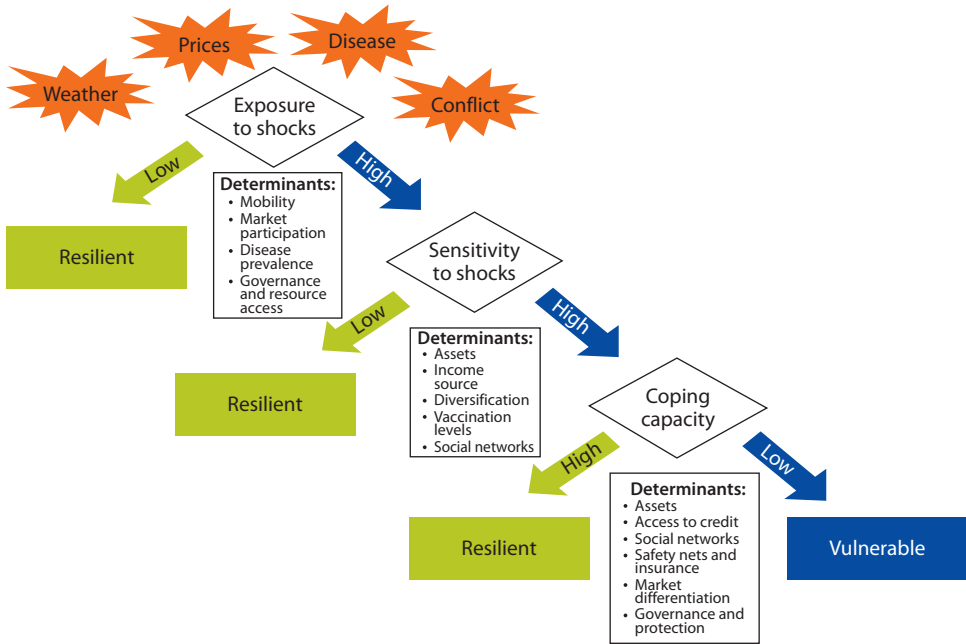 Prices
Disease
Weather
Conflict
Exposure
to shocks
Low
High
Determinants:
• Mobility
• Market
participation
• Disease
prevalence
• Governance
and resource
access
Resilient
Sensitivity
to shocks
Low
High
Determinants:
• Assets
• Income
source
• Diversification
• Vaccination
levels
• Social networks
Resilient
Coping
capacity
High
Low
Determinants:
• Assets
• Access to credit
• Social networks
• Safety nets and
insurance
• Market
differentiation
• Governance and
protection
Resilient
Vulnerable